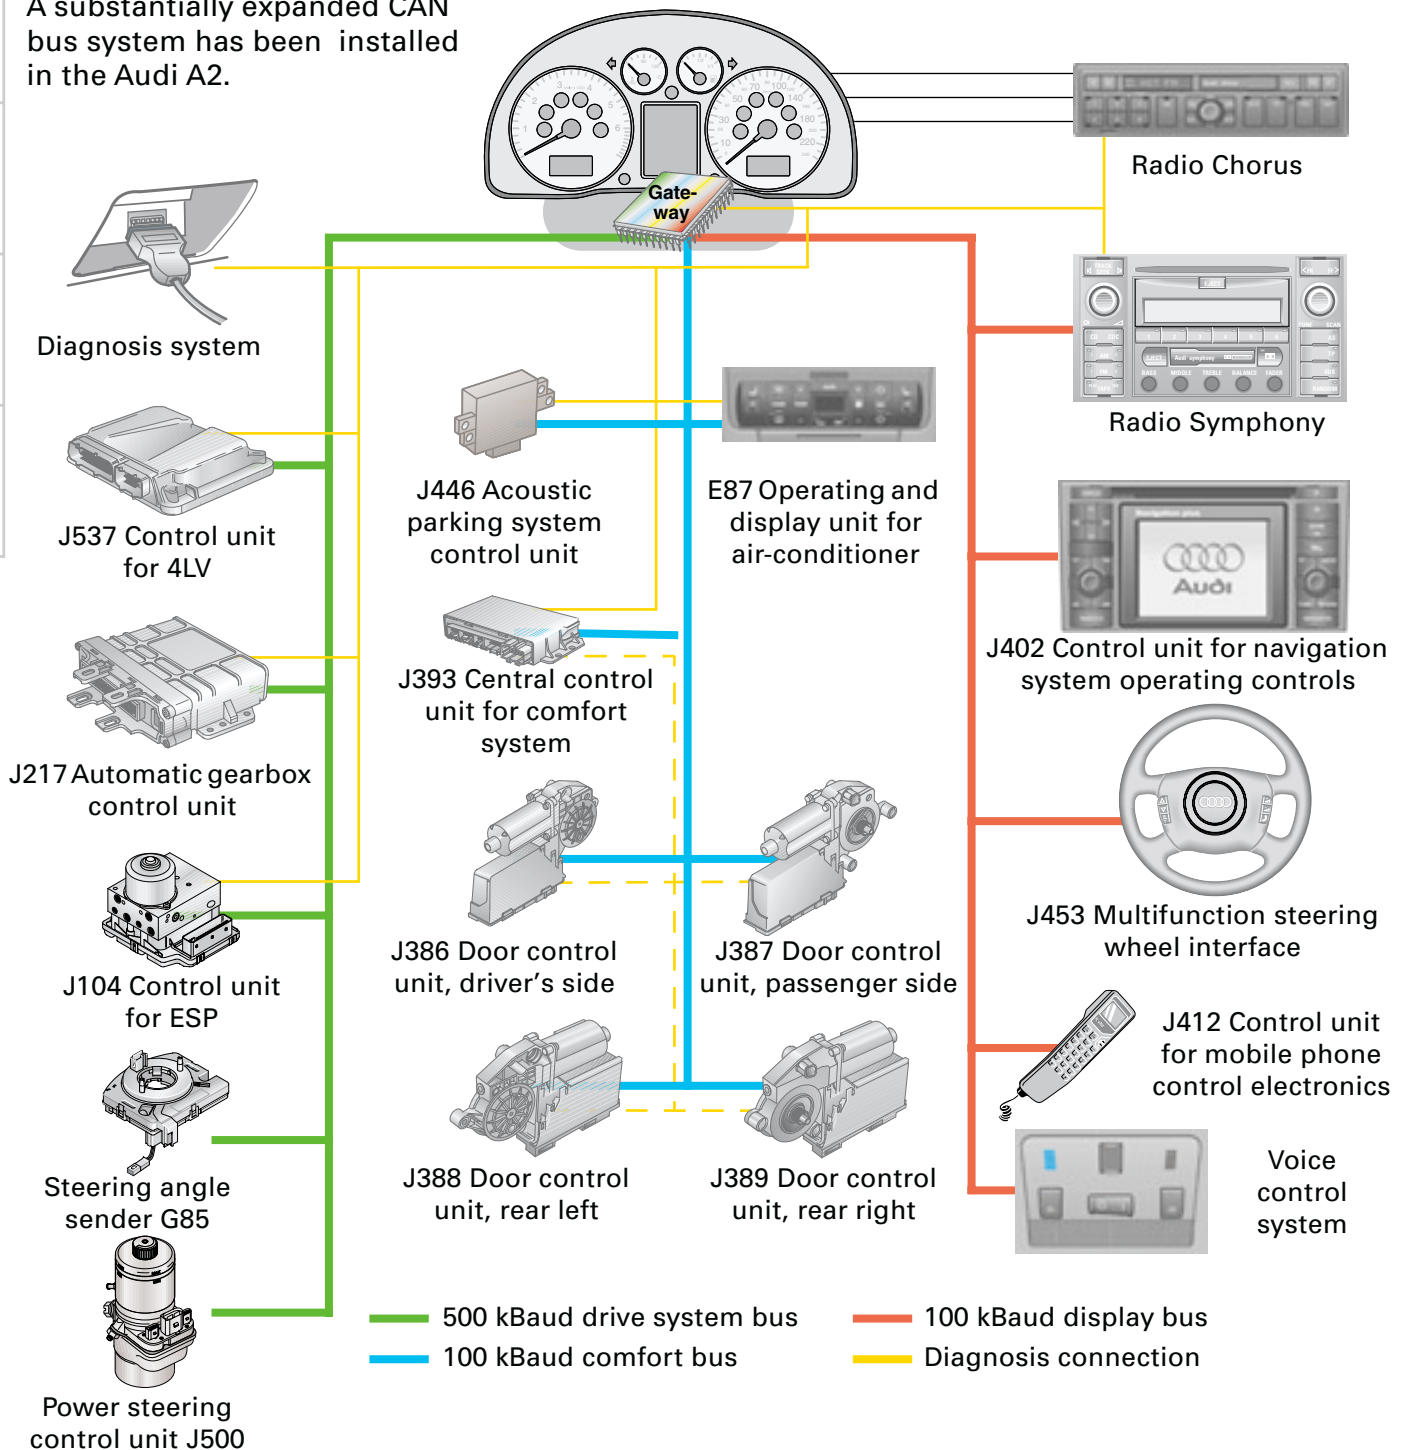 A substantially expanded CAN
bus system has been installed
in the Audi A2.
Gate-
way
Radio Chorus
Diagnosis system
Radio Symphony
J537 Control unit
for 4LV
J446 Acoustic
parking system
control unit
E87 Operating and
display unit for
air-conditioner
Audi
J402 Control unit for navigation
system operating controls
J393 Central control
unit for comfort
system
J217 Automatic gearbox
control unit
J453 Multifunction steering
wheel interface
J386 Door control
unit, driver's side
J387 Door control
unit, passenger side
J104 Control unit
for ESP
J412 Control unit
for mobile phone
control electronics
J388 Door control
unit, rear left
J389 Door control
unit, rear right
Voice
control
system
Steering angle
sender G85
500 kBaud drive system bus
100 kBaud display bus
100 kBaud comfort bus
Diagnosis connection
Power steering
control unit J500